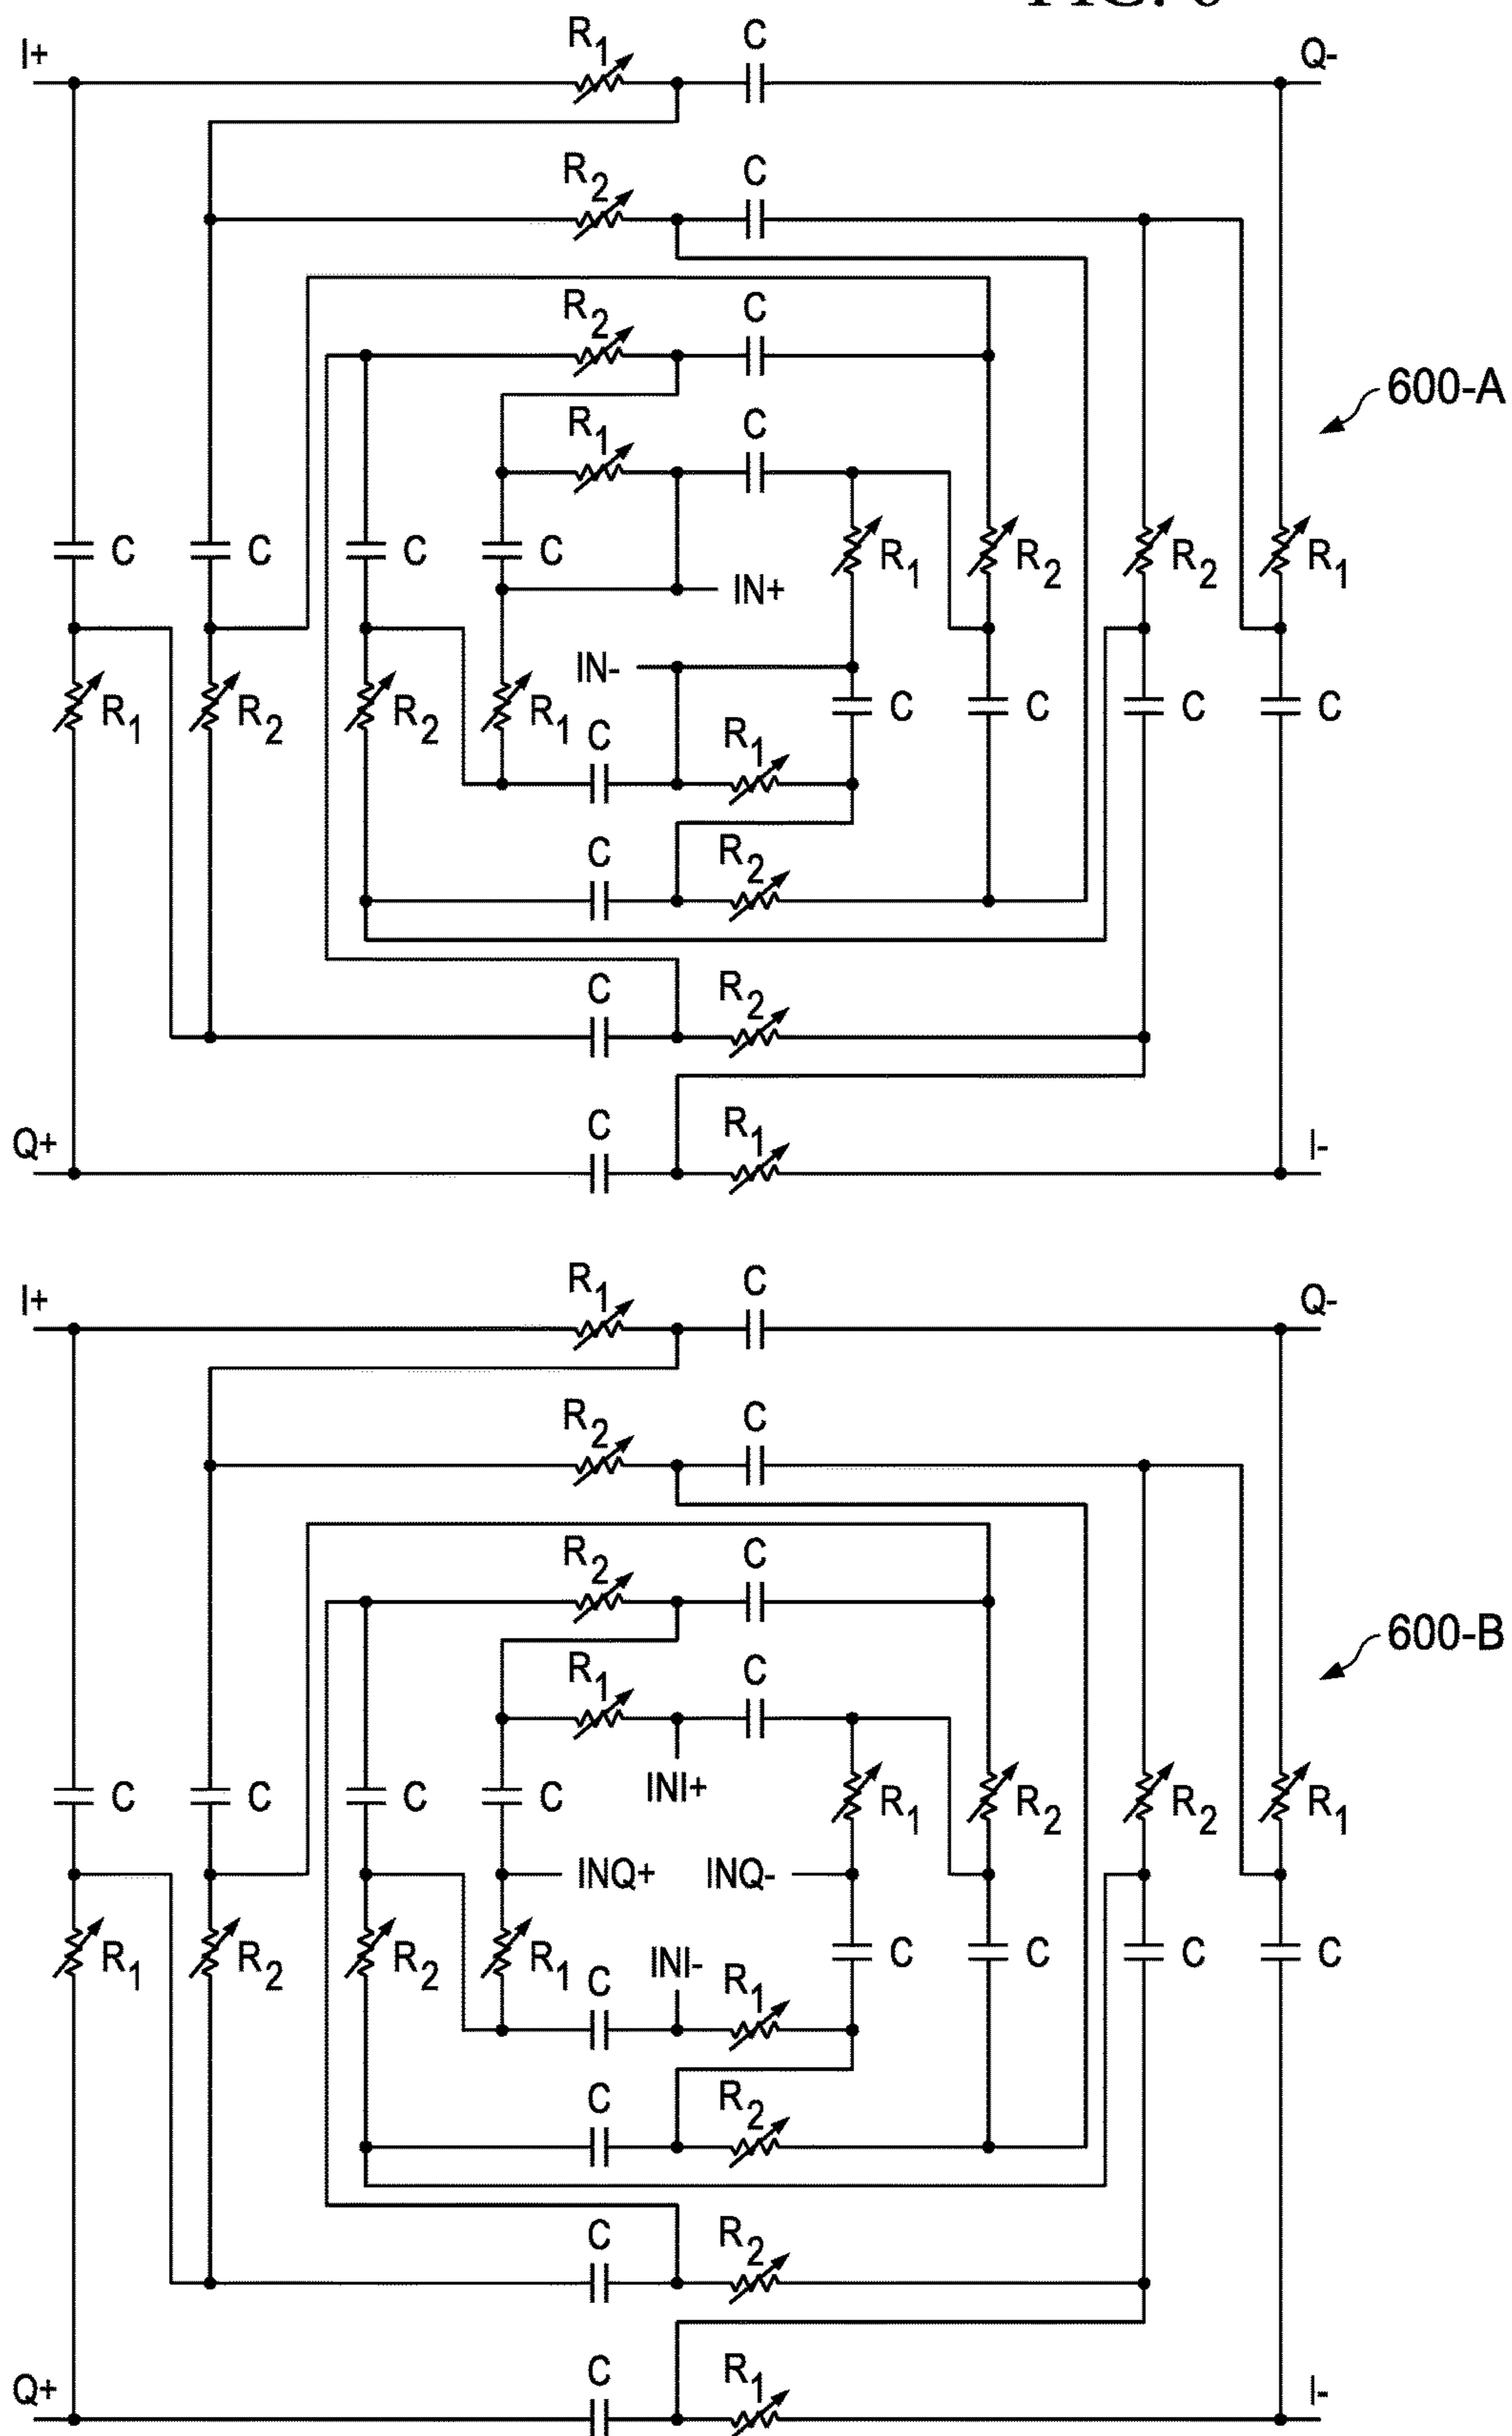 FIG. 6
R1 C
I+ Q-
R2 C
R2 C
600-A
R1 C
C C C C R1 R2 R2 R1
IN+
IN-
R1 R2 R2 R1 C C C C
C R1
C R2
C R2
C R1
Q+ I-
R1 C
I+ Q-
R2 C
R2 C
600-B
R1 C
C C C C INI+ R1 R2 R2 R1
INQ+ INQ-
R1 R2 R2 R1 C C C C
INI-
C R1
C R2
C R2
C R1
Q+ I-